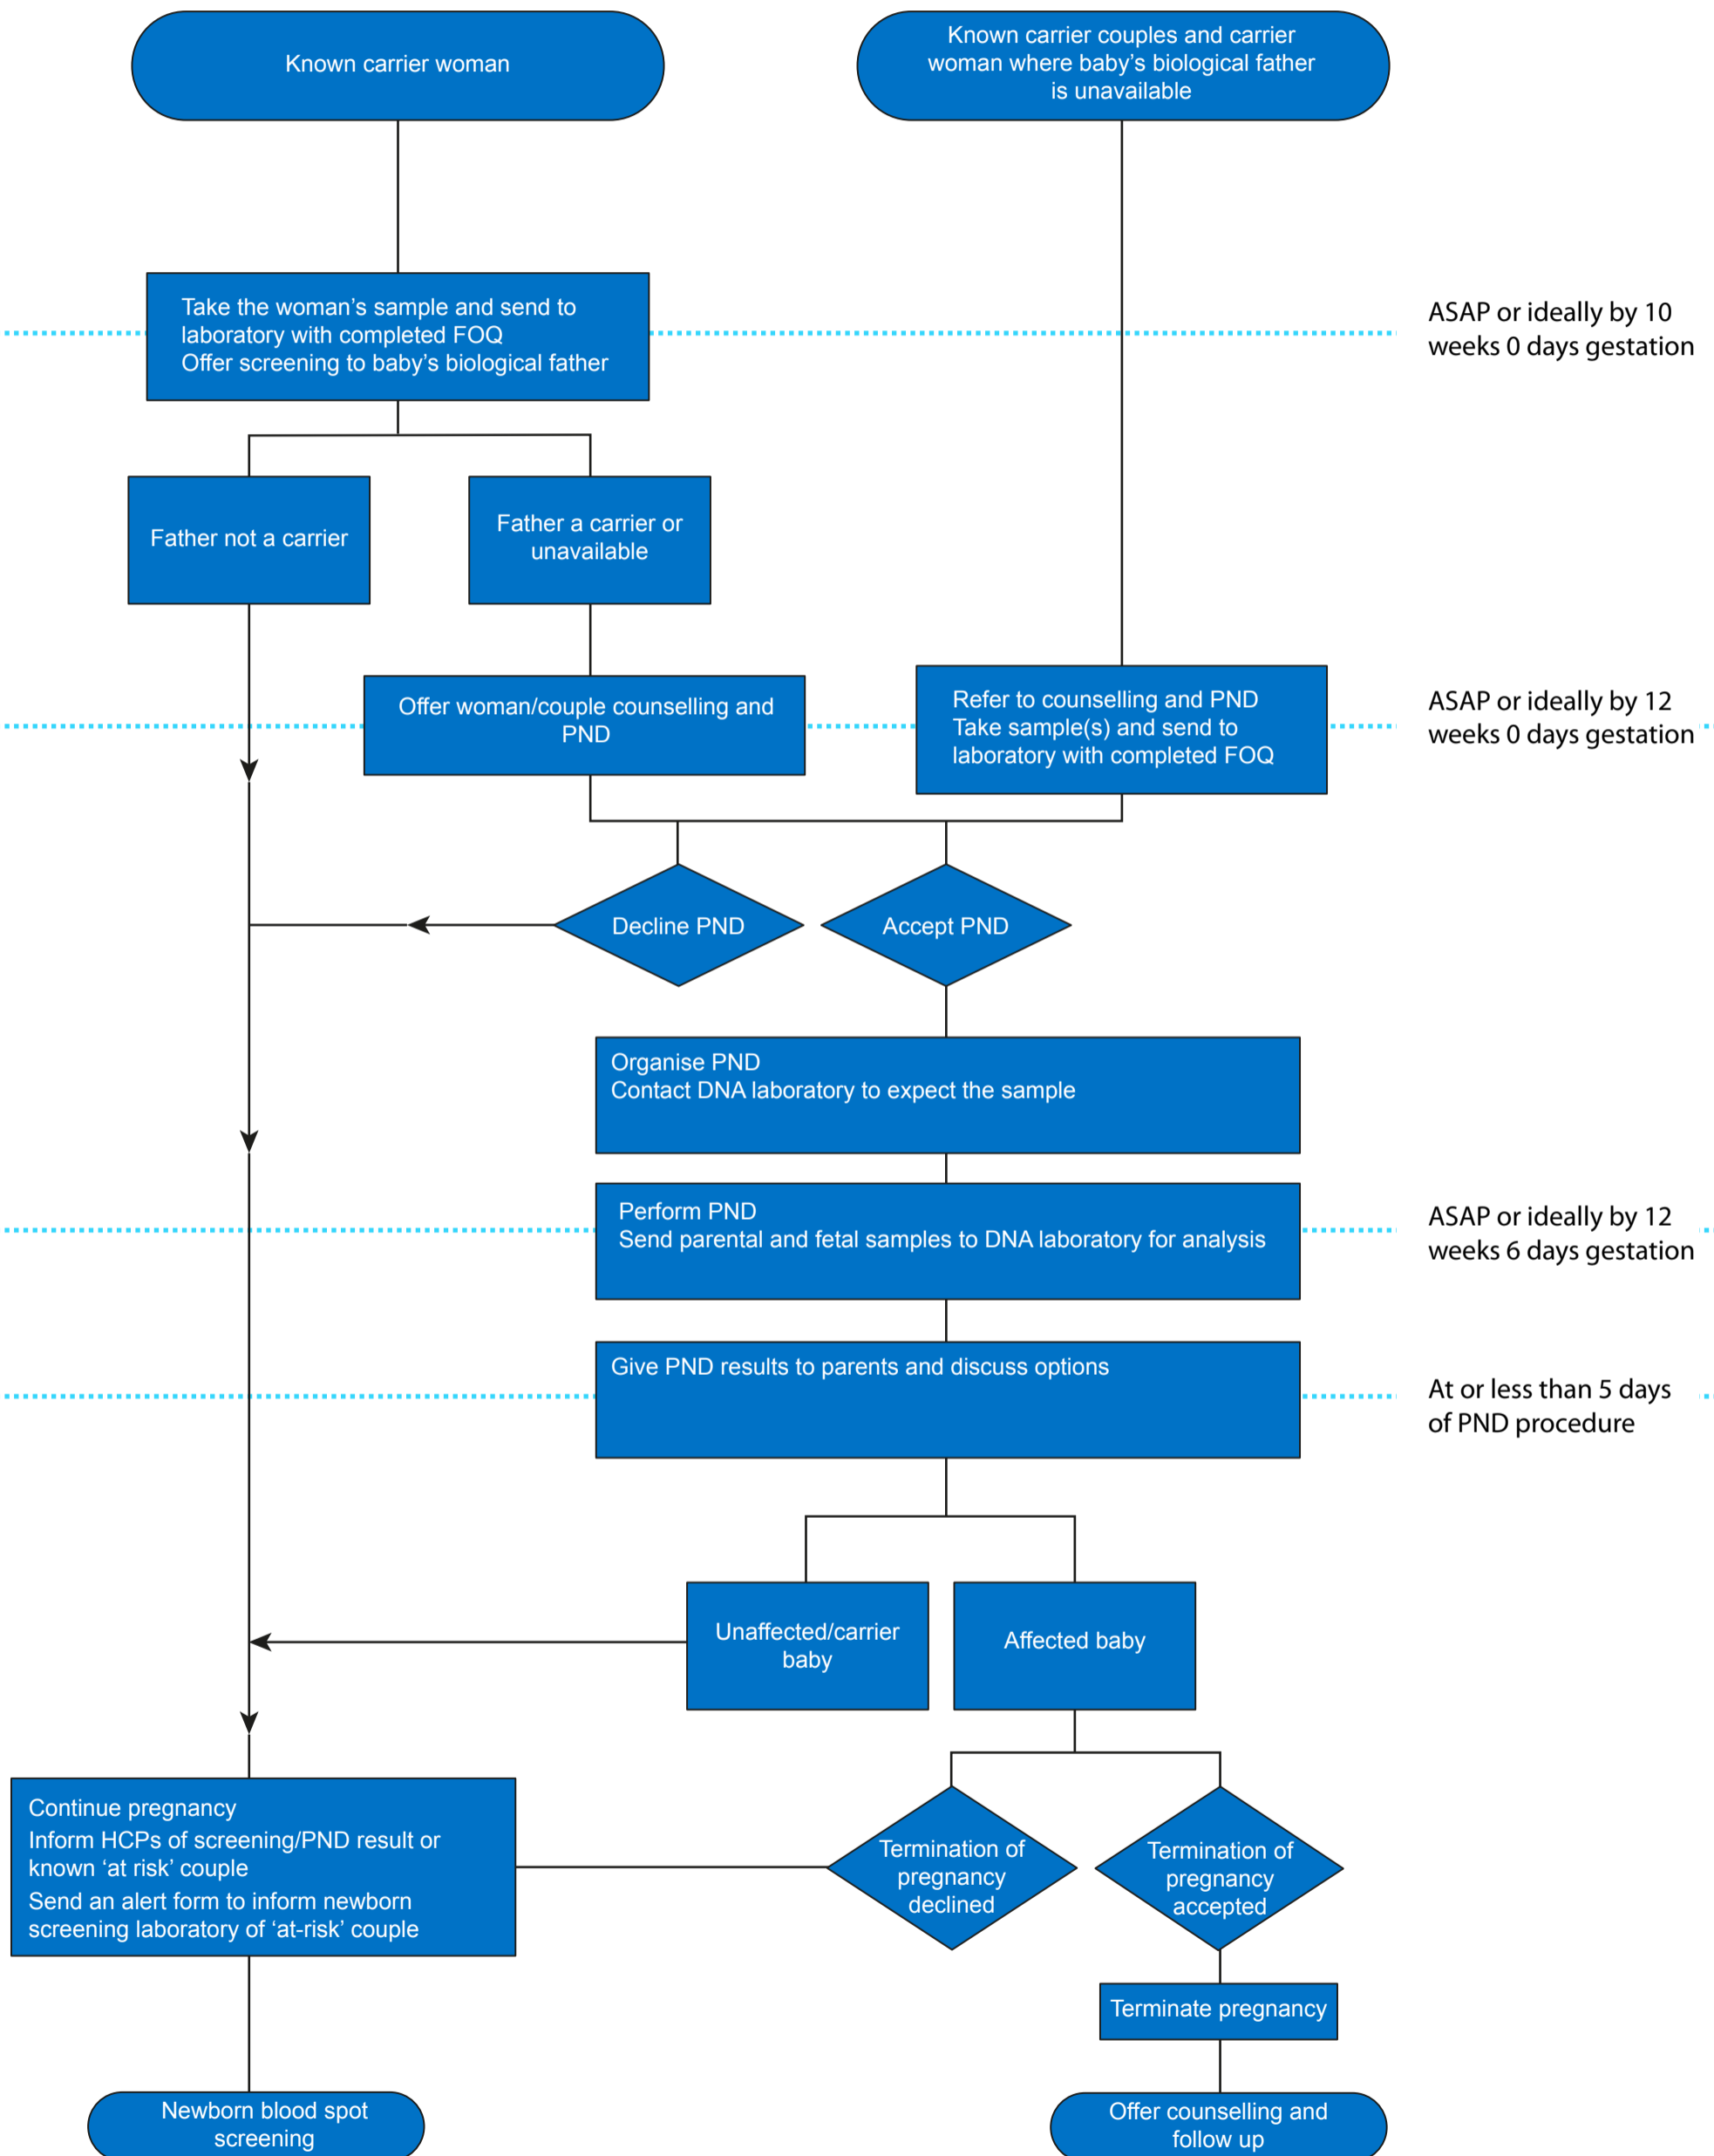 Known carrier woman
Known carrier couples and carrier
woman where baby’s biological father
is unavailable
Take the woman’s sample and send to
laboratory with completed FOQ
Offer screening to baby’s biological father
ASAP or ideally by 10
weeks 0 days gestation
Father not a carrier
Father a carrier or
unavailable
Offer woman/couple counselling and
PND
Refer to counselling and PND
Take sample(s) and send to
laboratory with completed FOQ
ASAP or ideally by 12
weeks 0 days gestation
Decline PND
Accept PND
Organise PND
Contact DNA laboratory to expect the sample
Perform PND
Send parental and fetal samples to DNA laboratory for analysis
ASAP or ideally by 12
weeks 6 days gestation
Give PND results to parents and discuss options
At or less than 5 days
of PND procedure
Unaffected/carrier
baby
Affected baby
Continue pregnancy
Inform HCPs of screening/PND result or
known ‘at risk’ couple
Send an alert form to inform newborn
screening laboratory of ‘at-risk’ couple
Termination of
pregnancy
declined
Termination of
pregnancy
accepted
Terminate pregnancy
Newborn blood spot
screening
Offer counselling and
follow up